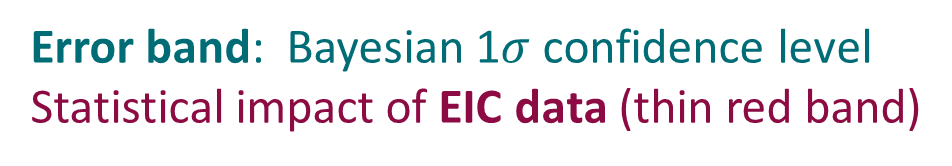 Error band:  Bayesian 1σ confidence level
Statistical impact of EIC data (thin red band)